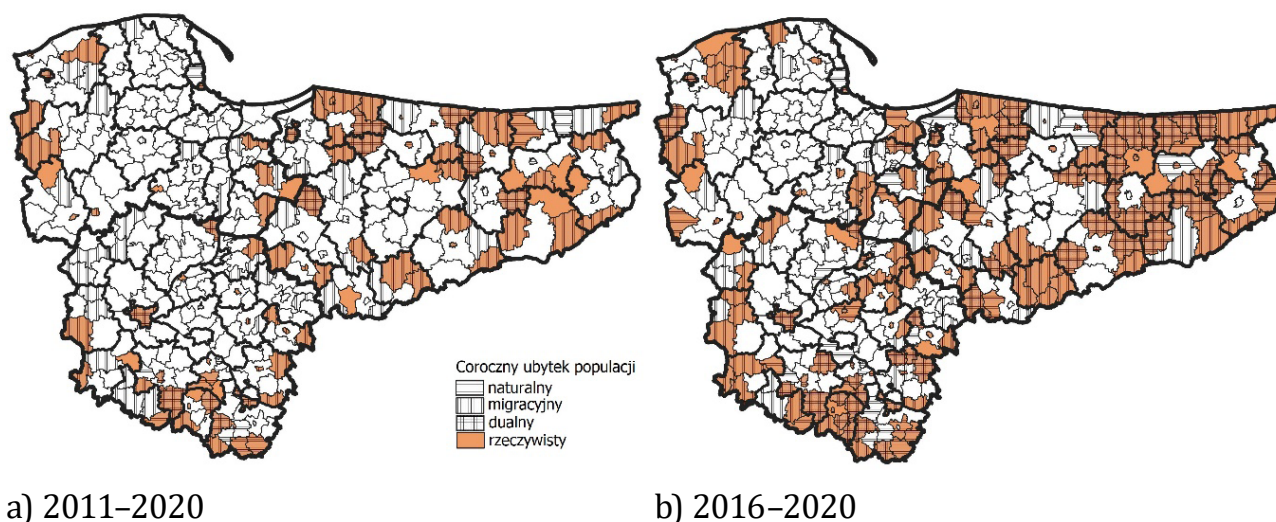 Coroczny ubytek populacji
naturalny
migracyjny
dualny
rzeczywisty
a) 2011–2020
b) 2016–2020